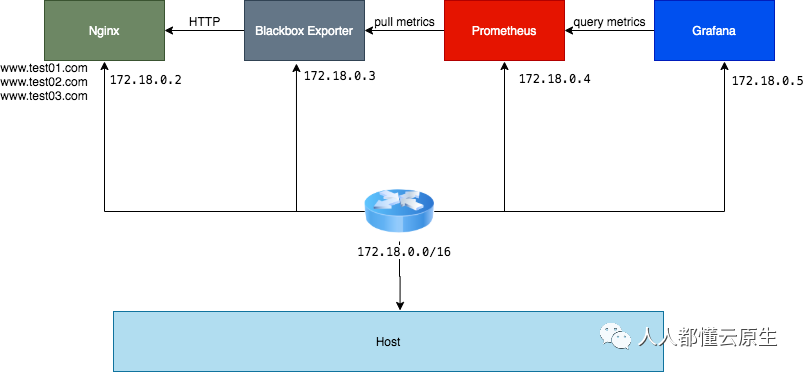 Nginx
HTTP
Blackbox Exporter
pull metrics
Prometheus
query metrics
Grafana
www.test01.com
www.test02.com
www.test03.com
172.18.0.2
172.18.0.3
172.18.0.4
172.18.0.5
172.18.0.0/16
Host
人人都懂云原生